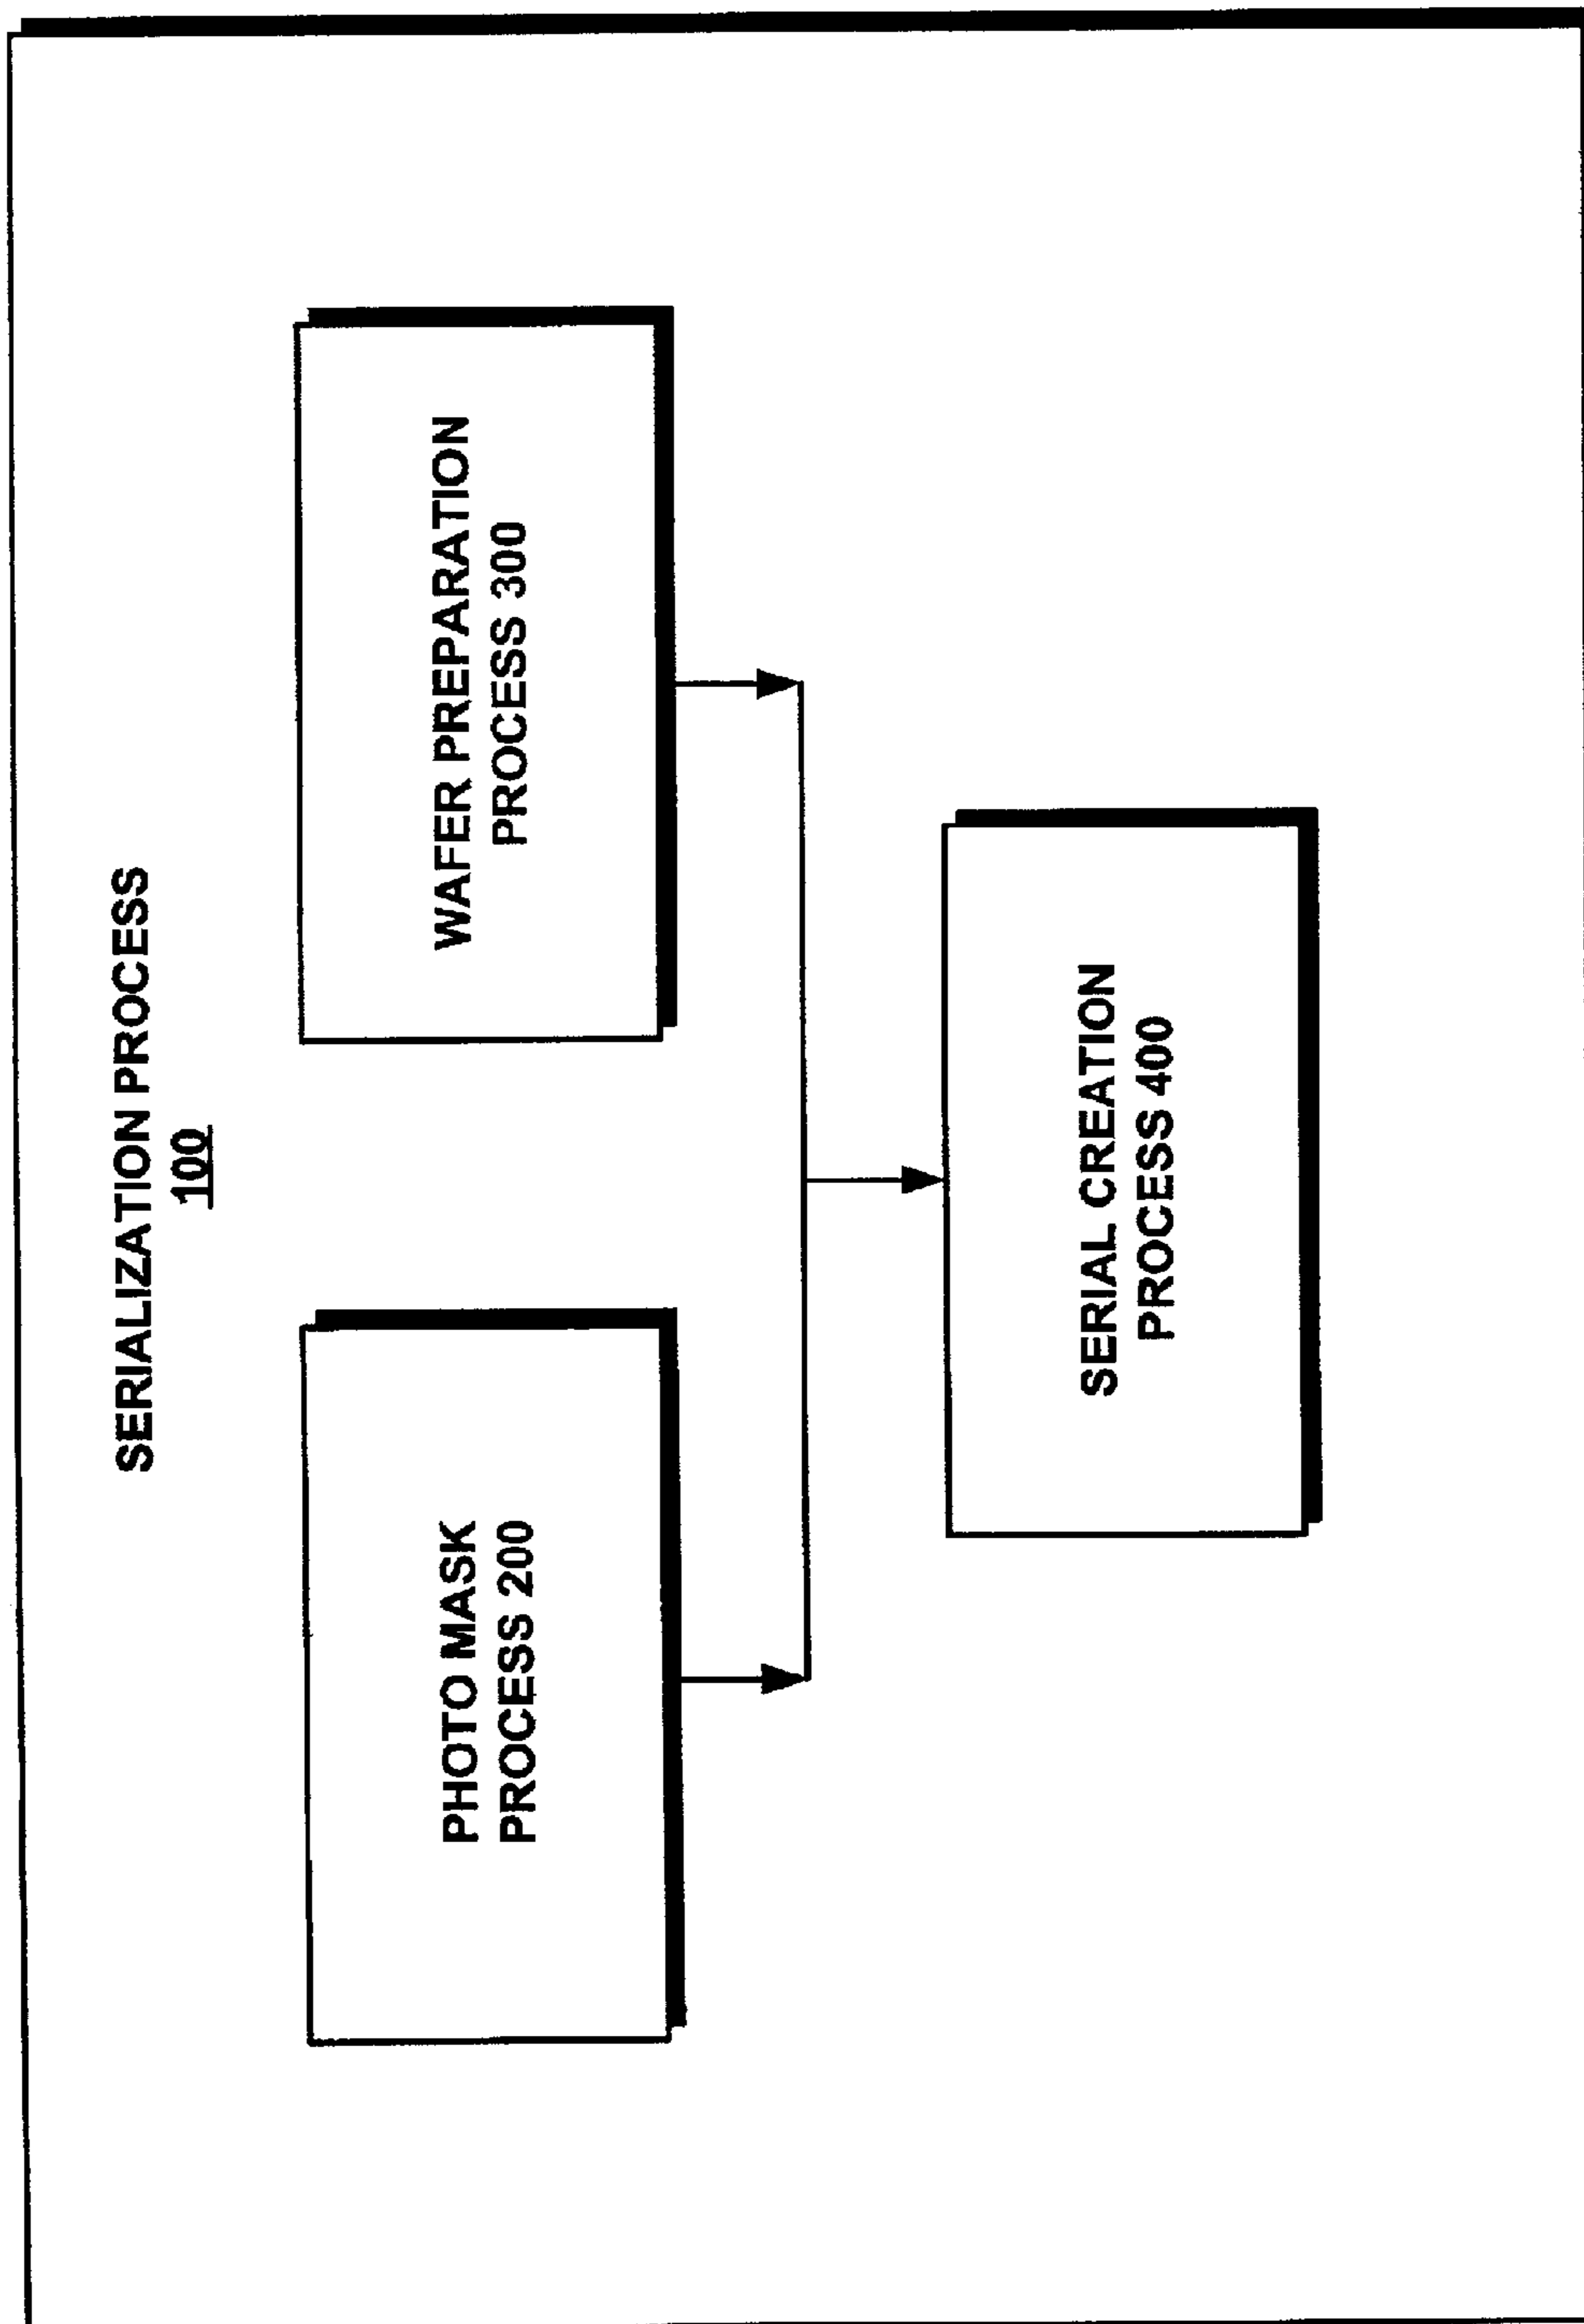 SERIALIZATION PROCESS
100
PHOTO MASK
PROCESS 200
WAFER PREPARATION
PROCESS 300
SERIAL CREATION
PROCESS 400